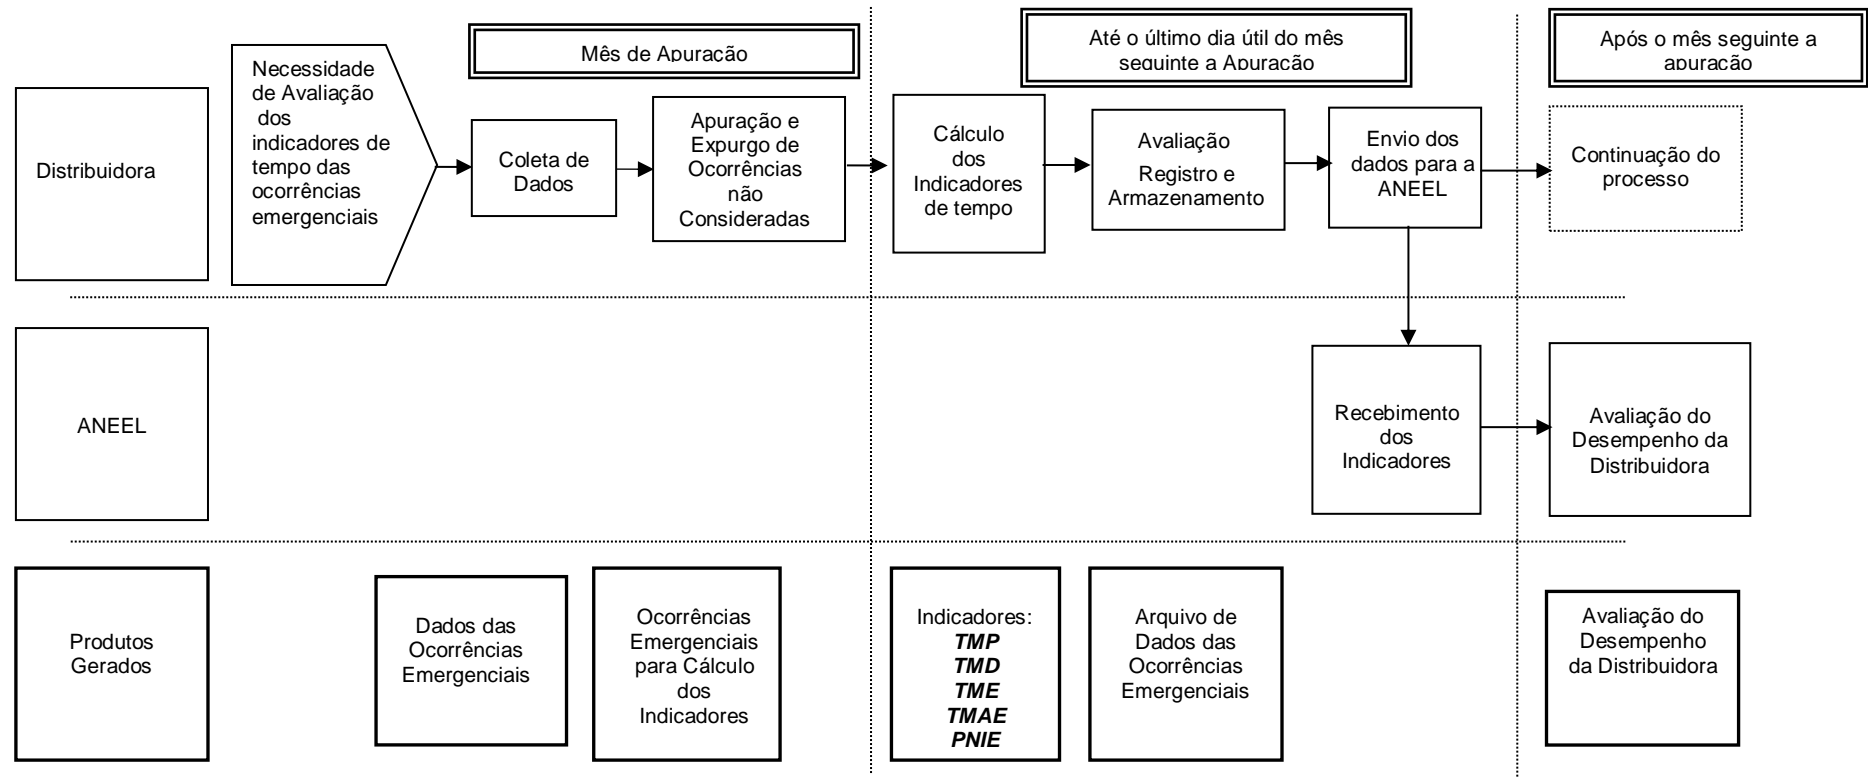 Mês de Apuração
Até o último dia útil do mês
seguinte a Apuração
Após o mês seguinte a
apuração
Distribuidora
Necessidade
de Avaliação
dos
indicadores de
tempo das
ocorrências
emergenciais
Coleta de
Dados
Apuração e
Expurgo de
Ocorrências
não
Consideradas
Cálculo
dos
Indicadores
de tempo
Avaliação
Registro e
Armazenamento
Envio dos
dados para a
ANEEL
Continuação do
processo
ANEEL
Recebimento
dos
Indicadores
Avaliação do
Desempenho da
Distribuidora
Produtos
Gerados
Dados das
Ocorrências
Emergenciais
Ocorrências
Emergenciais
para Cálculo
dos
Indicadores
Indicadores:
TMP
TMD
TME
TMAE
PNIE
Arquivo de
Dados das
Ocorrências
Emergenciais
Avaliação do
Desempenho
da Distribuidora